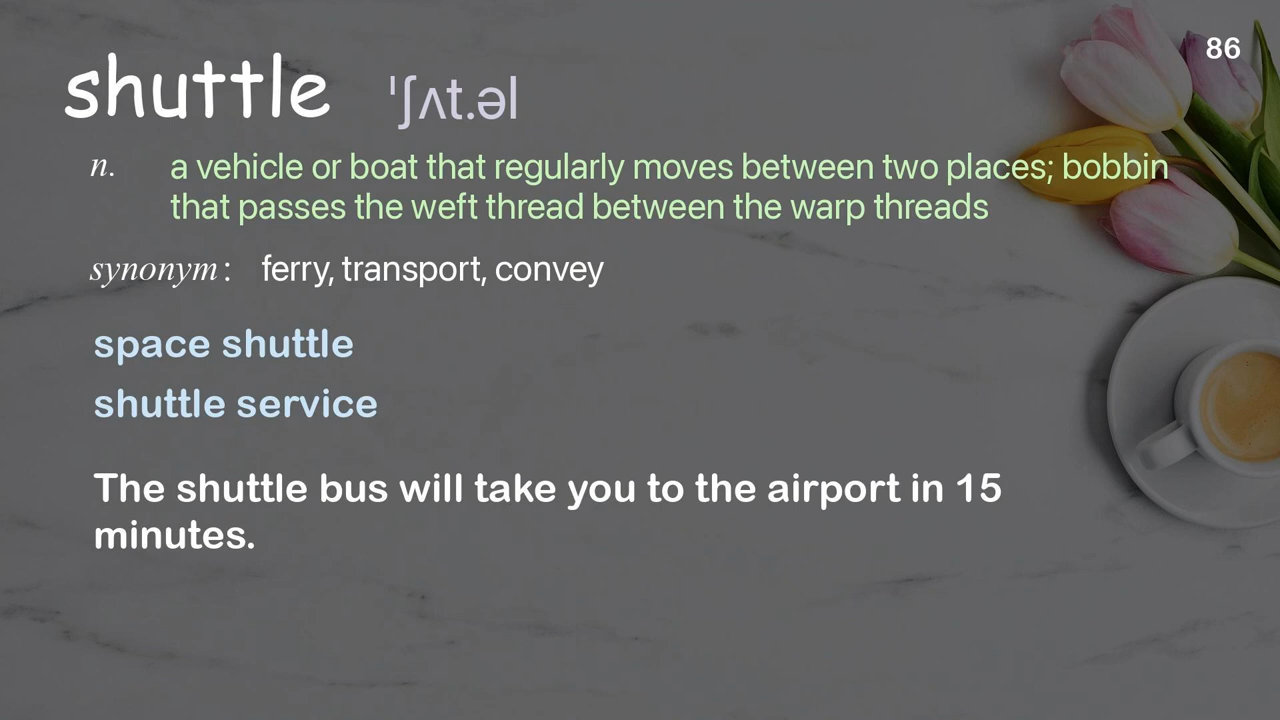 86
shuttle ˈʃʌt.əl
n. a vehicle or boat that regularly moves between two places; bobbin
that passes the weft thread between the warp threads
synonym: ferry, transport, convey
space shuttle
shuttle service
The shuttle bus will take you to the airport in 15
minutes.